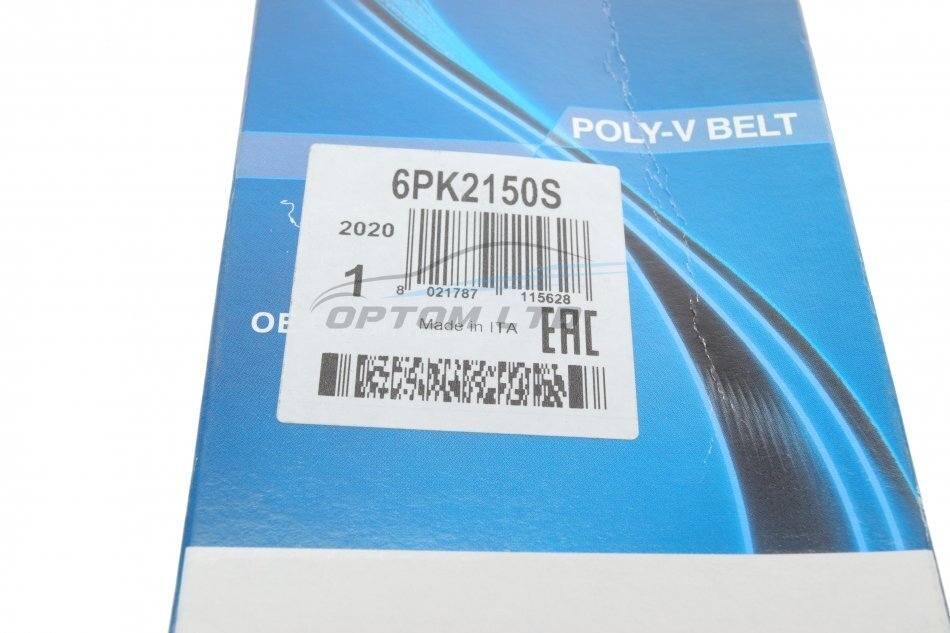 POLY-V BELT
6PK2150S
2020
1
8 021787 115628
OE
OPTOM LTD
Made in ITA
EAC